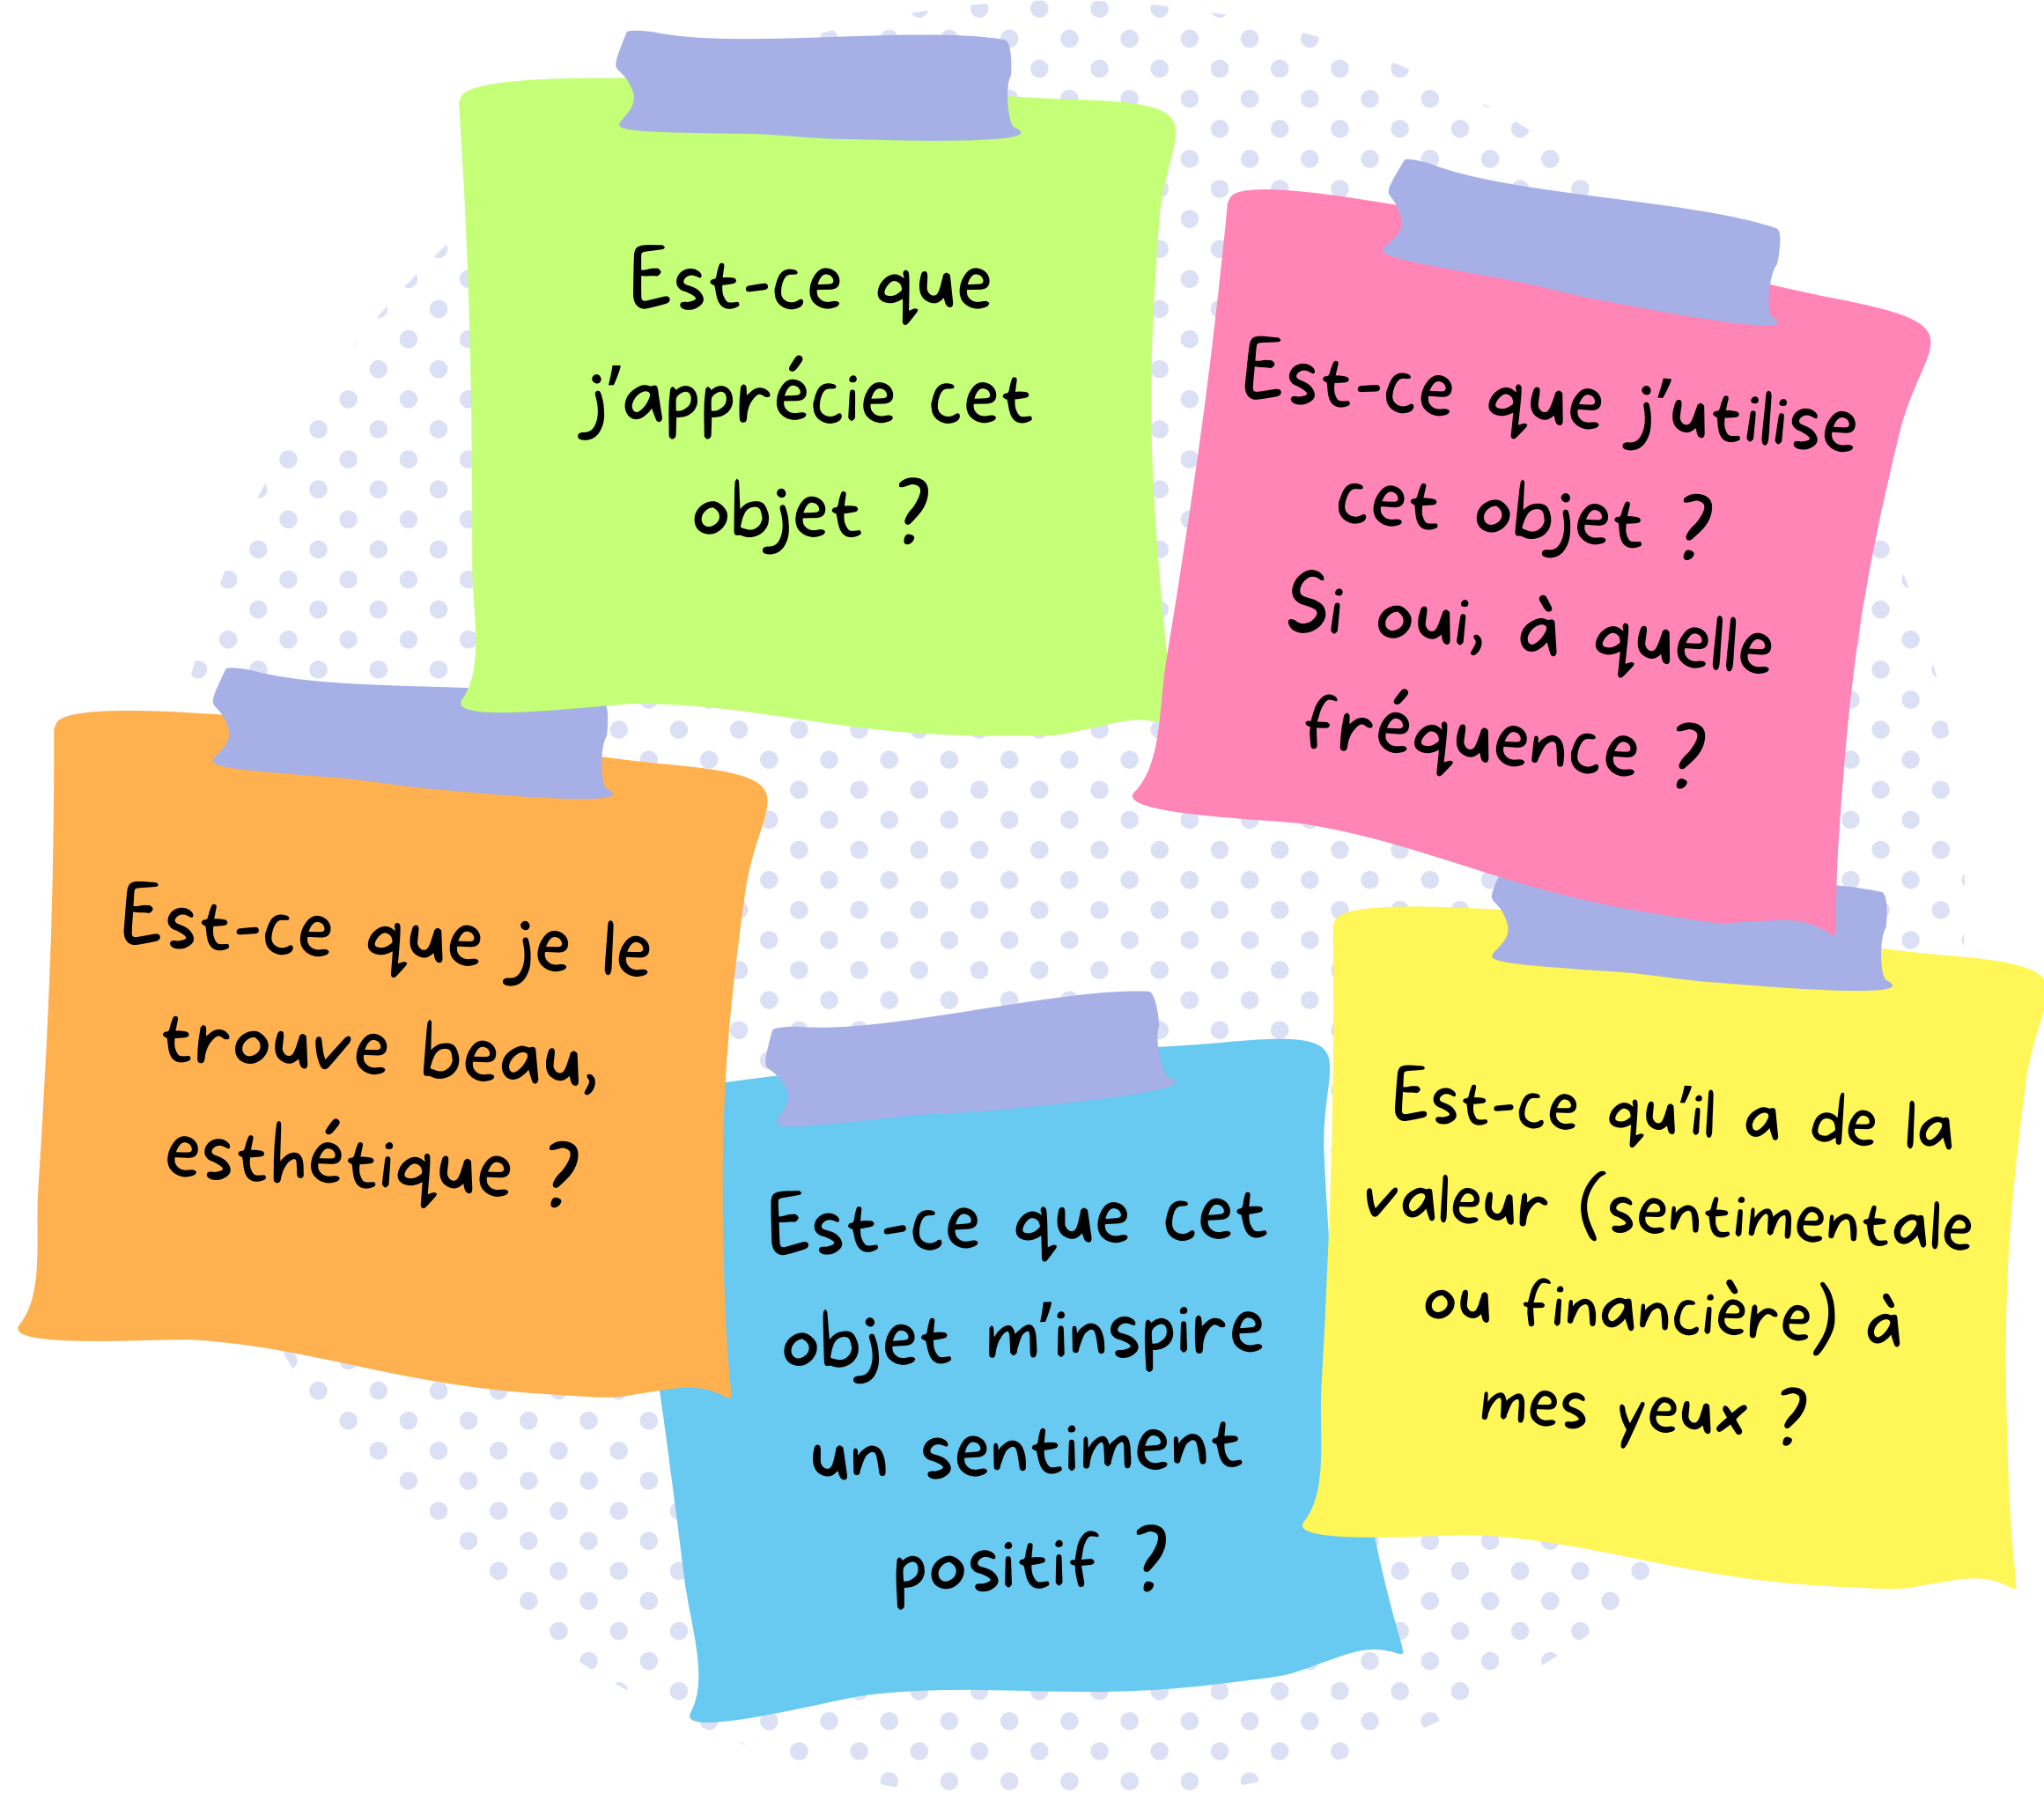 Est-ce que
j'apprécie cet
objet ?
Est-ce que j'utilise
cet objet ?
Si oui, à quelle
fréquence ?
Est-ce que je le
trouve beau,
esthétique ?
Est-ce que cet
objet m'inspire
un sentiment
positif ?
Est-ce qu'il a de la
valeur (sentimentale
ou financière) à
mes yeux ?